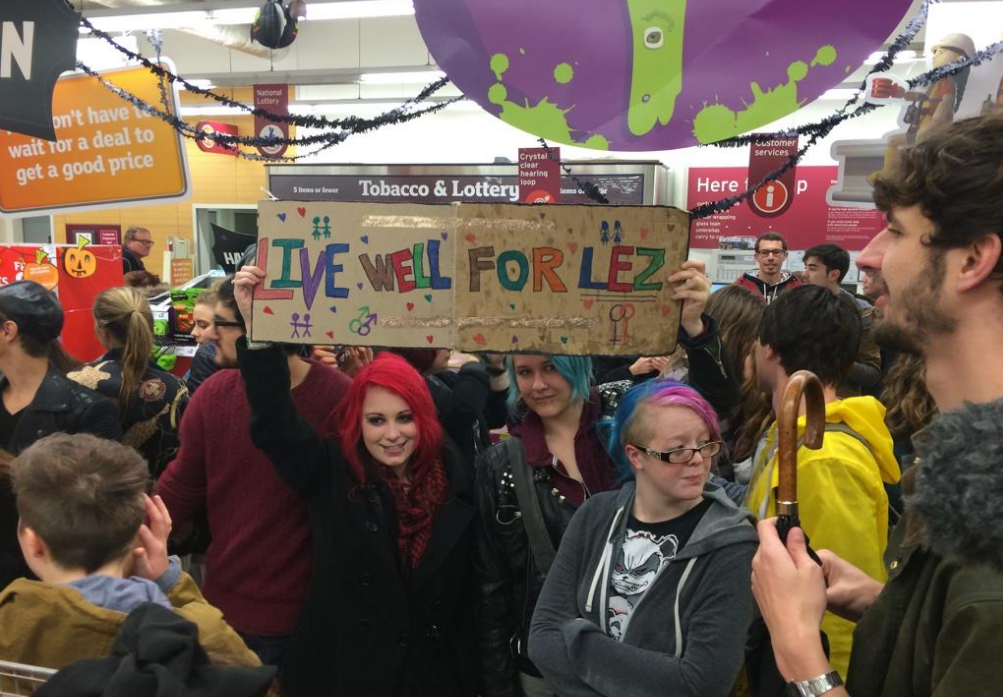 N
National
Lottery
on't have to
wait for a deal to
get a good price
Crystal
clear
hearing
loop
Customer
services
5 items or fewer
Tobacco & Lottery
Here
p
i
LIVE WELL FOR LEZ